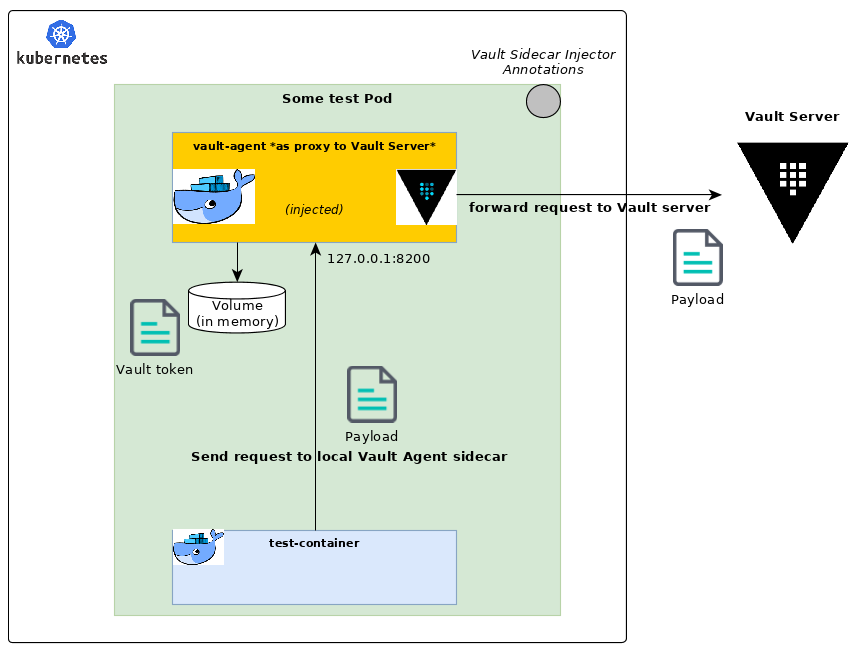 kubernetes
Vault Sidecar Injector
Annotations
Some test Pod
Vault Server
vault-agent *as proxy to Vault Server*
(injected)
forward request to Vault server
127.0.0.1:8200
Payload
Volume
(in memory)
Vault token
Payload
Send request to local Vault Agent sidecar
test-container